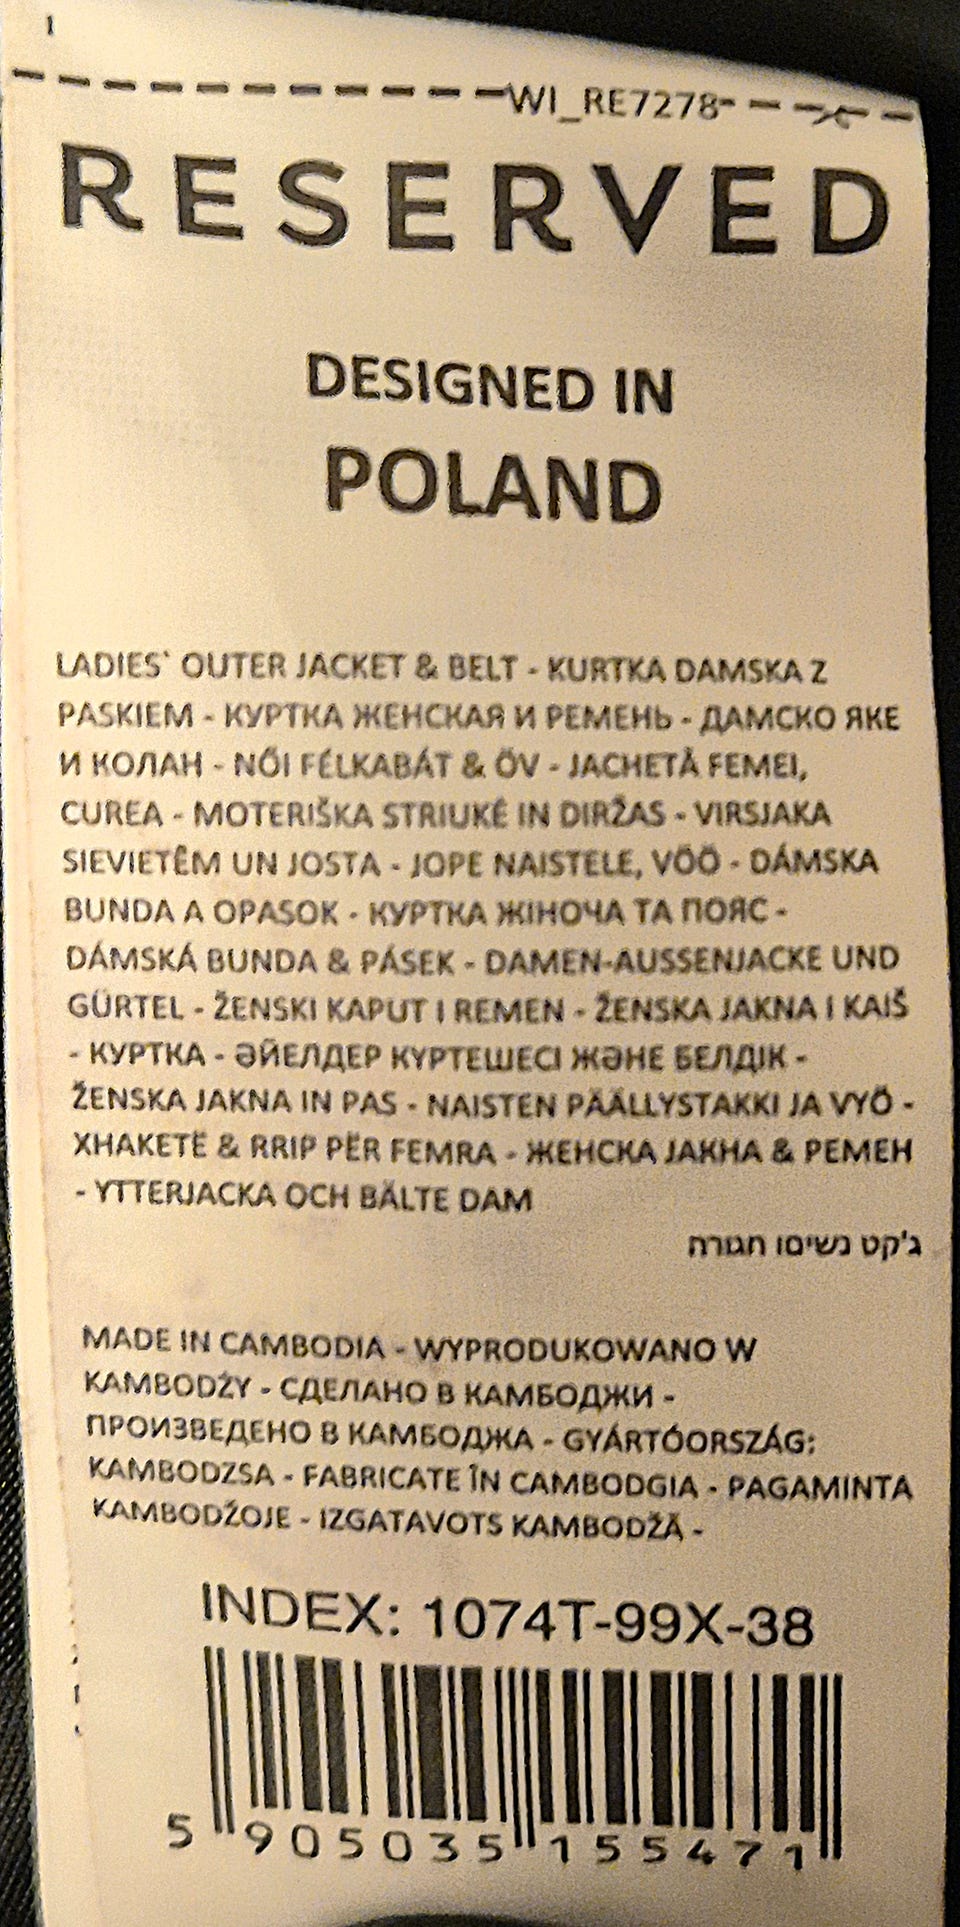 1
WI_RE7278
RESERVED
DESIGNED IN
POLAND
LADIES` OUTER JACKET & BELT - KURTKA DAMSKA Z
PASKIEM - КУРТКА ЖЕНСКАЯ И РЕМЕНЬ - ДАМСКО ЯКЕ
И КОЛАН - NŐI FÉLKABÁT & ÖV - JACHETĂ FEMEI,
CUREA - MOTERIŠKA STRIUKĖ IN DIRŽAS - VIRSJAKA
SIEVIETĒM UN JOSTA - JOPE NAISTELE, VÖÖ - DÁMSKA
BUNDA A OPASOK - КУРТКА ЖІНОЧА ТА ПОЯС -
DÁMSKÁ BUNDA & PÁSEK - DAMEN-AUSSENJACKE UND
GÜRTEL - ŽENSKI KAPUT I REMEN - ŽENSKA JAKNA I KAIŠ
- КУРТКА - ӘЙЕЛДЕР КҮРТЕШЕСІ ЖӘНЕ БЕЛДІК -
ŽENSKA JAKNA IN PAS - NAISTEN PÄÄLLYSTAKKI JA VYÖ -
XHAKETË & RRIP PËR FEMRA - ЖЕНСКА ЈАКНА & РЕМЕН
- YTTERJACKA OCH BÄLTE DAM
ג'קט נשיםו חגורה
MADE IN CAMBODIA - WYPRODUKOWANO W
KAMBODŻY - СДЕЛАНО В КАМБОДЖИ -
ПРОИЗВЕДЕНО В КАМБОДЖА - GYÁRTÓORSZÁG:
KAMBODZSA - FABRICATE ÎN CAMBODGIA - PAGAMINTA
KAMBODŽOJE - IZGATAVOTS KAMBODŽĀ -
INDEX: 1074T-99X-38
5 905035 155471